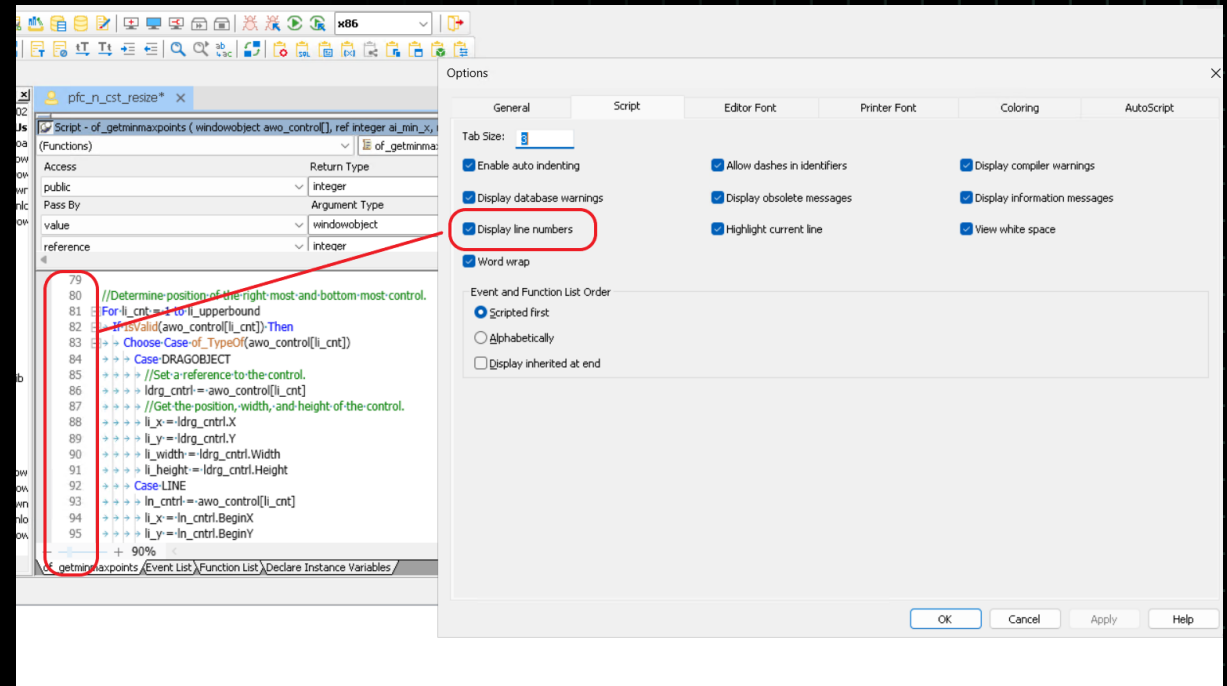 x86
Options
pfc_n_cst_resize*
General Script Editor Font Printer Font Coloring AutoScript
Script - of_getminmaxpoints ( windowobject awo_control[], ref integer ai_min_x,
(Functions) of_getminma
Access Return Type
public integer
Pass By Argument Type
value windowobject
reference integer
Tab Size: 3
Enable auto indenting Allow dashes in identifiers Display compiler warnings
Display database warnings Display obsolete messages Display information messages
Display line numbers Highlight current line View white space
Word wrap
Event and Function List Order
Scripted first
Alphabetically
Display inherited at end
79
80 //Determine·position·of·the·right·most·and·bottom·most·control.
81 For·li_cnt·=·1·to·li_upperbound
82 If·IsValid(awo_control[li_cnt])·Then
83 Choose·Case·of_TypeOf(awo_control[li_cnt])
84 Case·DRAGOBJECT
85 //Set·a·reference·to·the·control.
86 ldrg_cntrl·=·awo_control[li_cnt]
87 //Get·the·position,·width,·and·height·of·the·control.
88 li_x·=·ldrg_cntrl.X
89 li_y·=·ldrg_cntrl.Y
90 li_width·=·ldrg_cntrl.Width
91 li_height·=·ldrg_cntrl.Height
92 Case·LINE
93 ln_cntrl·=·awo_control[li_cnt]
94 li_x·=·ln_cntrl.BeginX
95 li_y·=·ln_cntrl.BeginY
90%
of_getminmaxpoints Event List Function List Declare Instance Variables
OK Cancel Apply Help